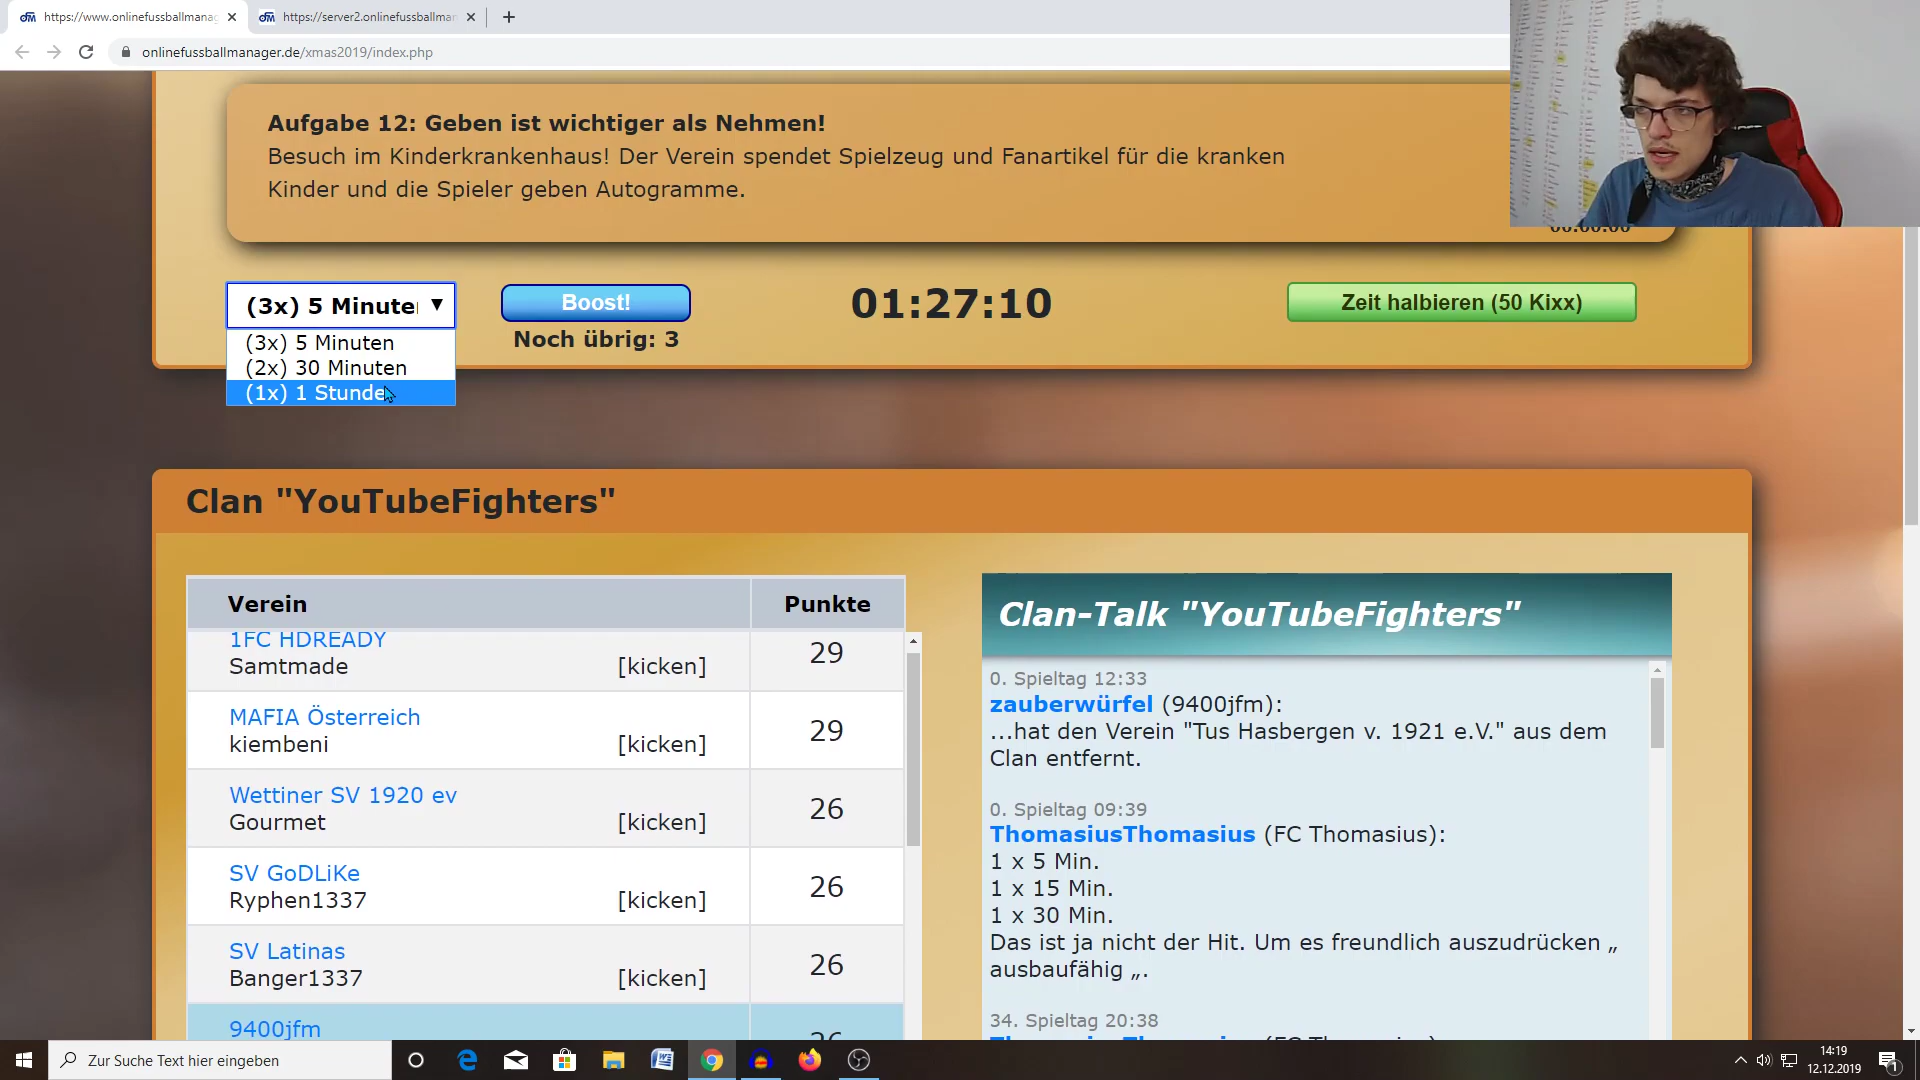 https://www.onlinefussballmanag
https://server2.onlinefussballmar
onlinefussballmanager.de/xmas2019/index.php
Aufgabe 12: Geben ist wichtiger als Nehmen!
Besuch im Kinderkrankenhaus! Der Verein spendet Spielzeug und Fanartikel für die kranken
Kinder und die Spieler geben Autogramme.
(3x) 5 Minuten
Boost!
01:27:10
Zeit halbieren (50 Kixx)
Noch übrig: 3
(3x) 5 Minuten
(2x) 30 Minuten
(1x) 1 Stunde
Clan "YouTubeFighters"
Verein
Punkte
1FC HDREADY
Samtmade
[kicken]
29
MAFIA Österreich
kiembeni
[kicken]
29
Wettiner SV 1920 ev
Gourmet
[kicken]
26
SV GoDLiKe
Ryphen1337
[kicken]
26
SV Latinas
Banger1337
[kicken]
26
9400jfm
26
Clan-Talk "YouTubeFighters"
0. Spieltag 12:33
zauberwürfel (9400jfm):
...hat den Verein "Tus Hasbergen v. 1921 e.V." aus dem
Clan entfernt.
0. Spieltag 09:39
ThomasiusThomasius (FC Thomasius):
1 x 5 Min.
1 x 15 Min.
1 x 30 Min.
Das ist ja nicht der Hit. Um es freundlich auszudrücken „
ausbaufähig „.
34. Spieltag 20:38
Zur Suche Text hier eingeben
14:19
12.12.2019
1